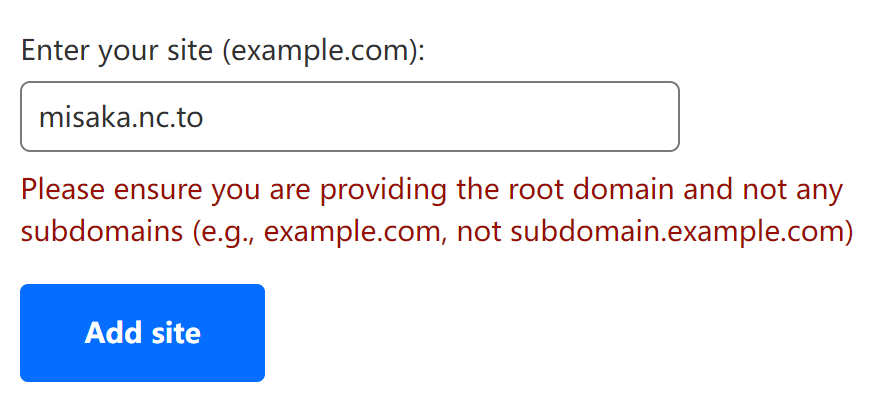 Enter your site (example.com):
misaka.nc.to
Please ensure you are providing the root domain and not any
subdomains (e.g., example.com, not subdomain.example.com)
Add site